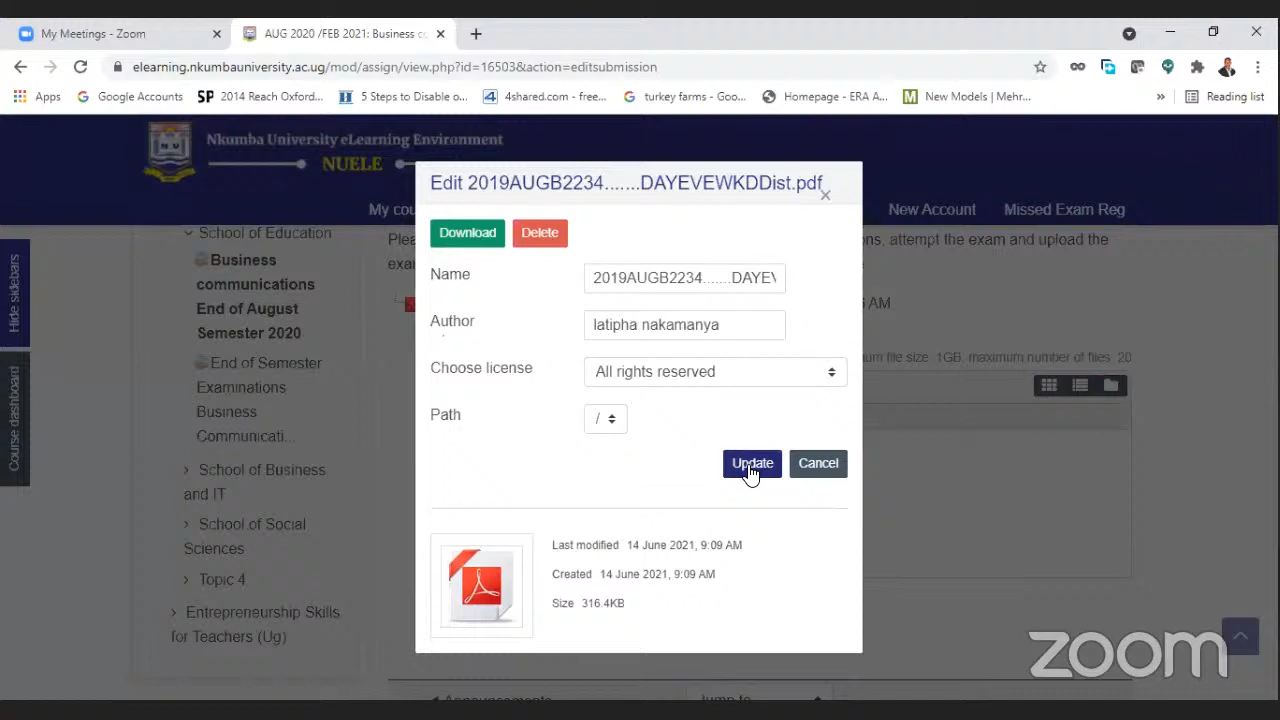 My Meetings - Zoom
AUG 2020 /FEB 2021: Business co
elearning.nkumbauniversity.ac.ug/mod/assign/view.php?id=16503&action=editsubmission
Apps
Google Accounts
2014 Reach Oxford...
5 Steps to Disable o...
4shared.com - free...
turkey farms - Goo...
Homepage - ERA A...
New Models | Mehr...
»
Reading list
Nkumba University eLearning Environment
NUELE
My cou
New Account
Missed Exam Reg
Hide sidebars
Course dashboard
School of Education
Business
communications
End of August
Semester 2020
End of Semester
Examinations
Business
Communicati...
School of Business
and IT
School of Social
Sciences
Topic 4
Entrepreneurship Skills
for Teachers (Ug)
Plea
ons, attempt the exam and upload the
exa
AM
um file size: 1GB, maximum number of files: 20
Edit 2019AUGB2234.......DAYEVEWKDDist.pdf
Download
Delete
Name
2019AUGB2234.......DAYEV
Author
latipha nakamanya
Choose license
All rights reserved
Path
/
Update
Cancel
Last modified 14 June 2021, 9:09 AM
Created 14 June 2021, 9:09 AM
Size 316.4KB
Announcements
Jump to
zoom